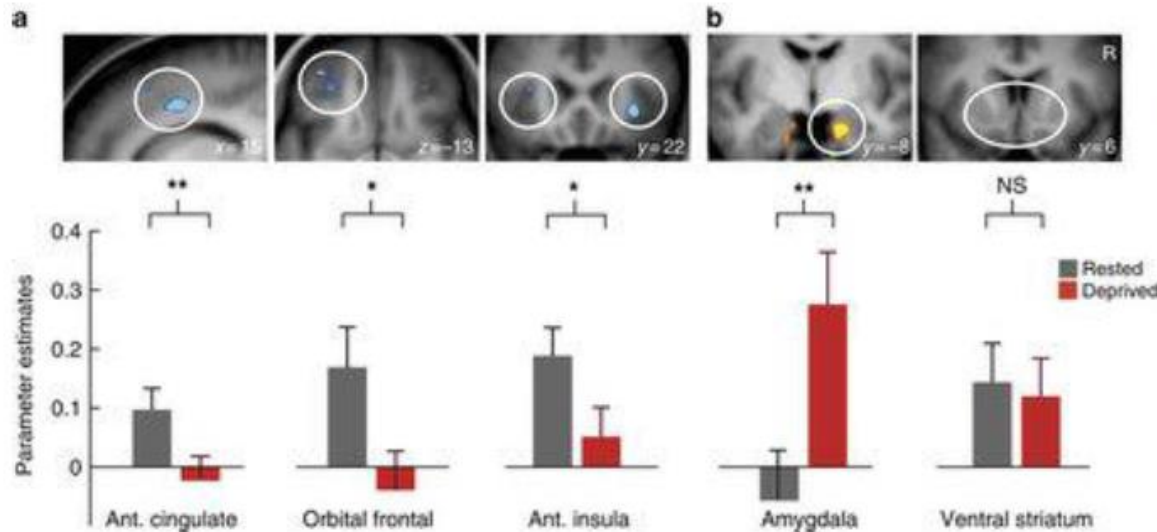 a
b
x=15
z=−13
y=22
y=−8
R
y=6
**
*
*
**
NS
Parameter estimates
0.4
0.3
0.2
0.1
0
Rested
Deprived
Ant. cingulate
Orbital frontal
Ant. insula
Amygdala
Ventral striatum